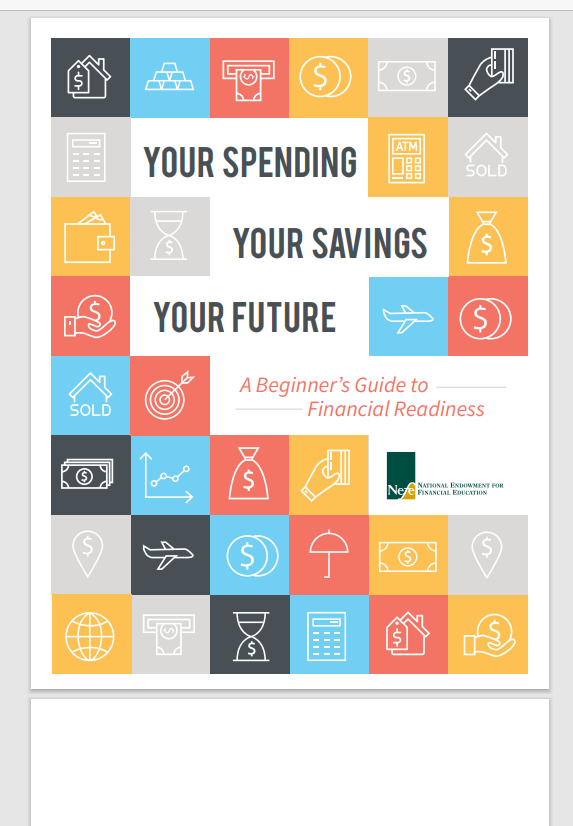 YOUR SPENDING
ATM
SOLD
YOUR SAVINGS
YOUR FUTURE
SOLD
A Beginner's Guide to
Financial Readiness
Nefe
NATIONAL ENDOWMENT FOR
FINANCIAL EDUCATION